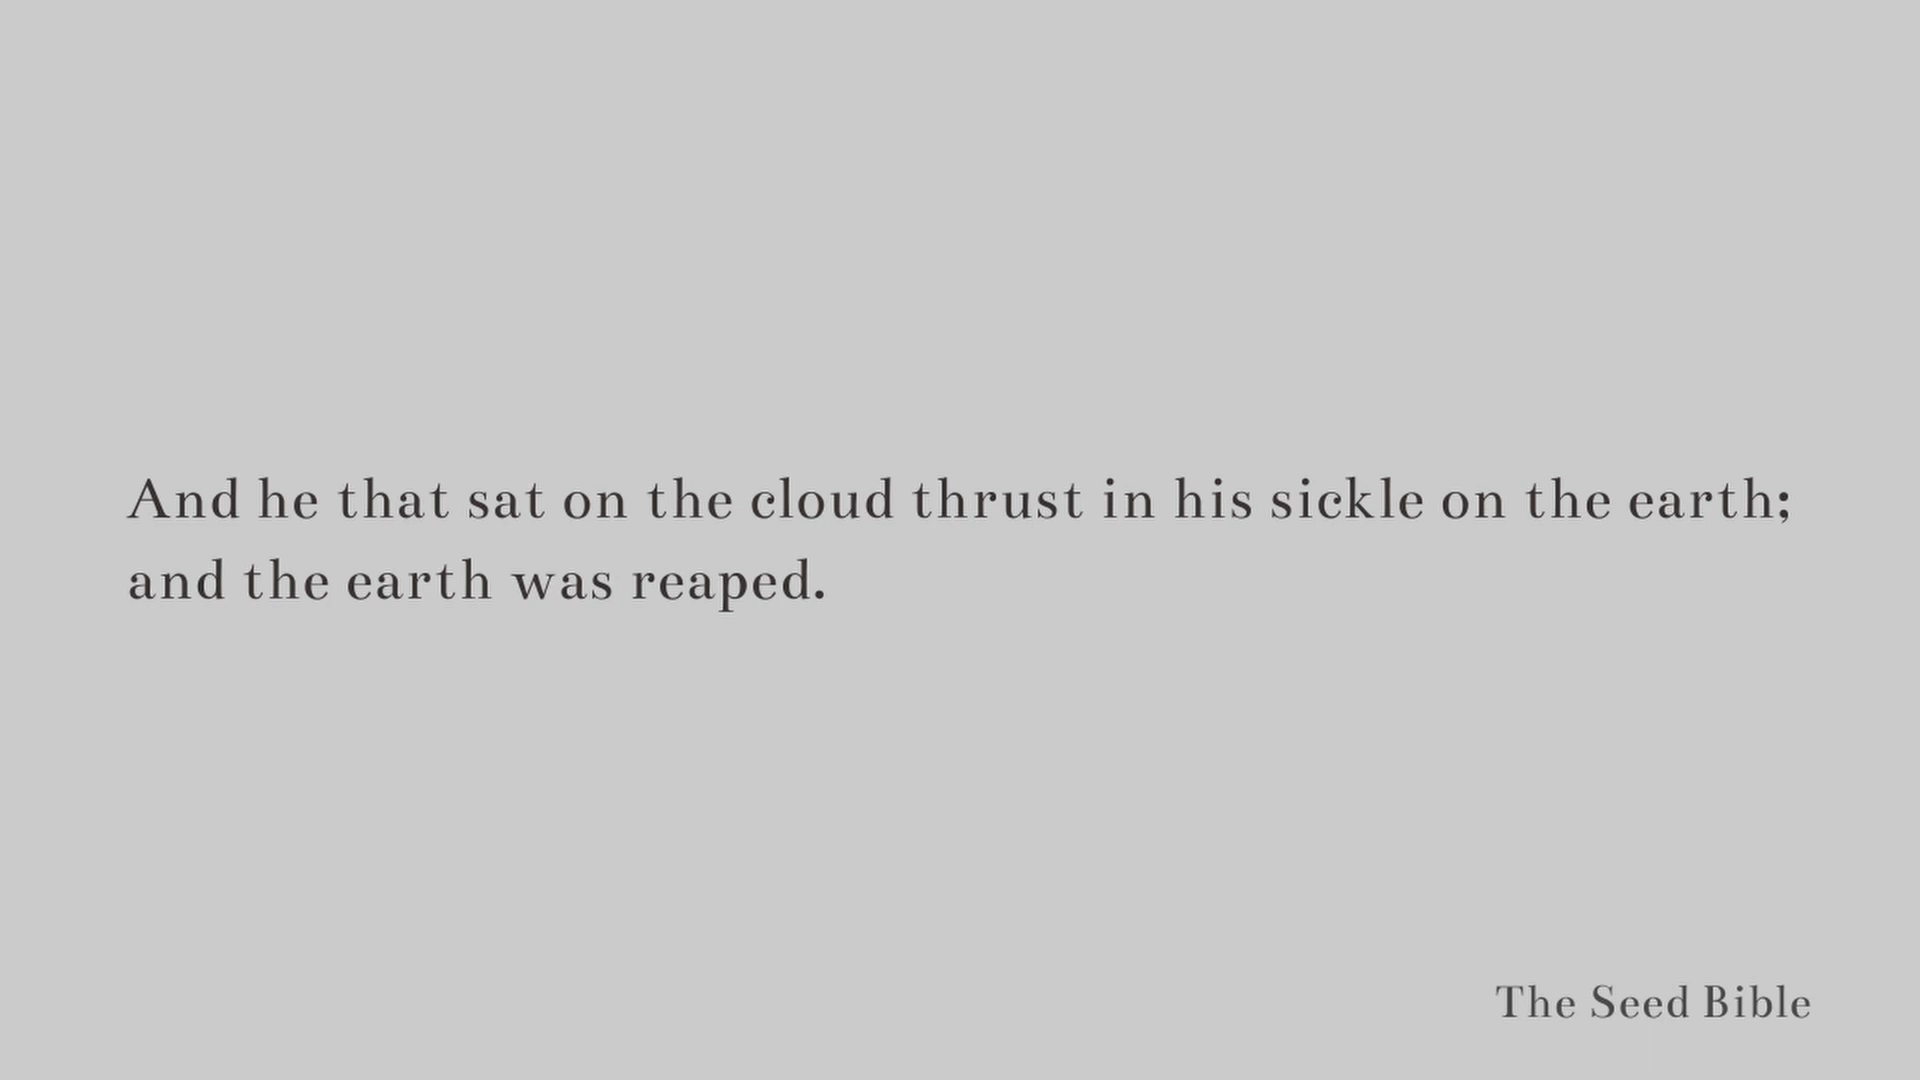 And he that sat on the cloud thrust in his sickle on the earth;
and the earth was reaped.
The Seed Bible